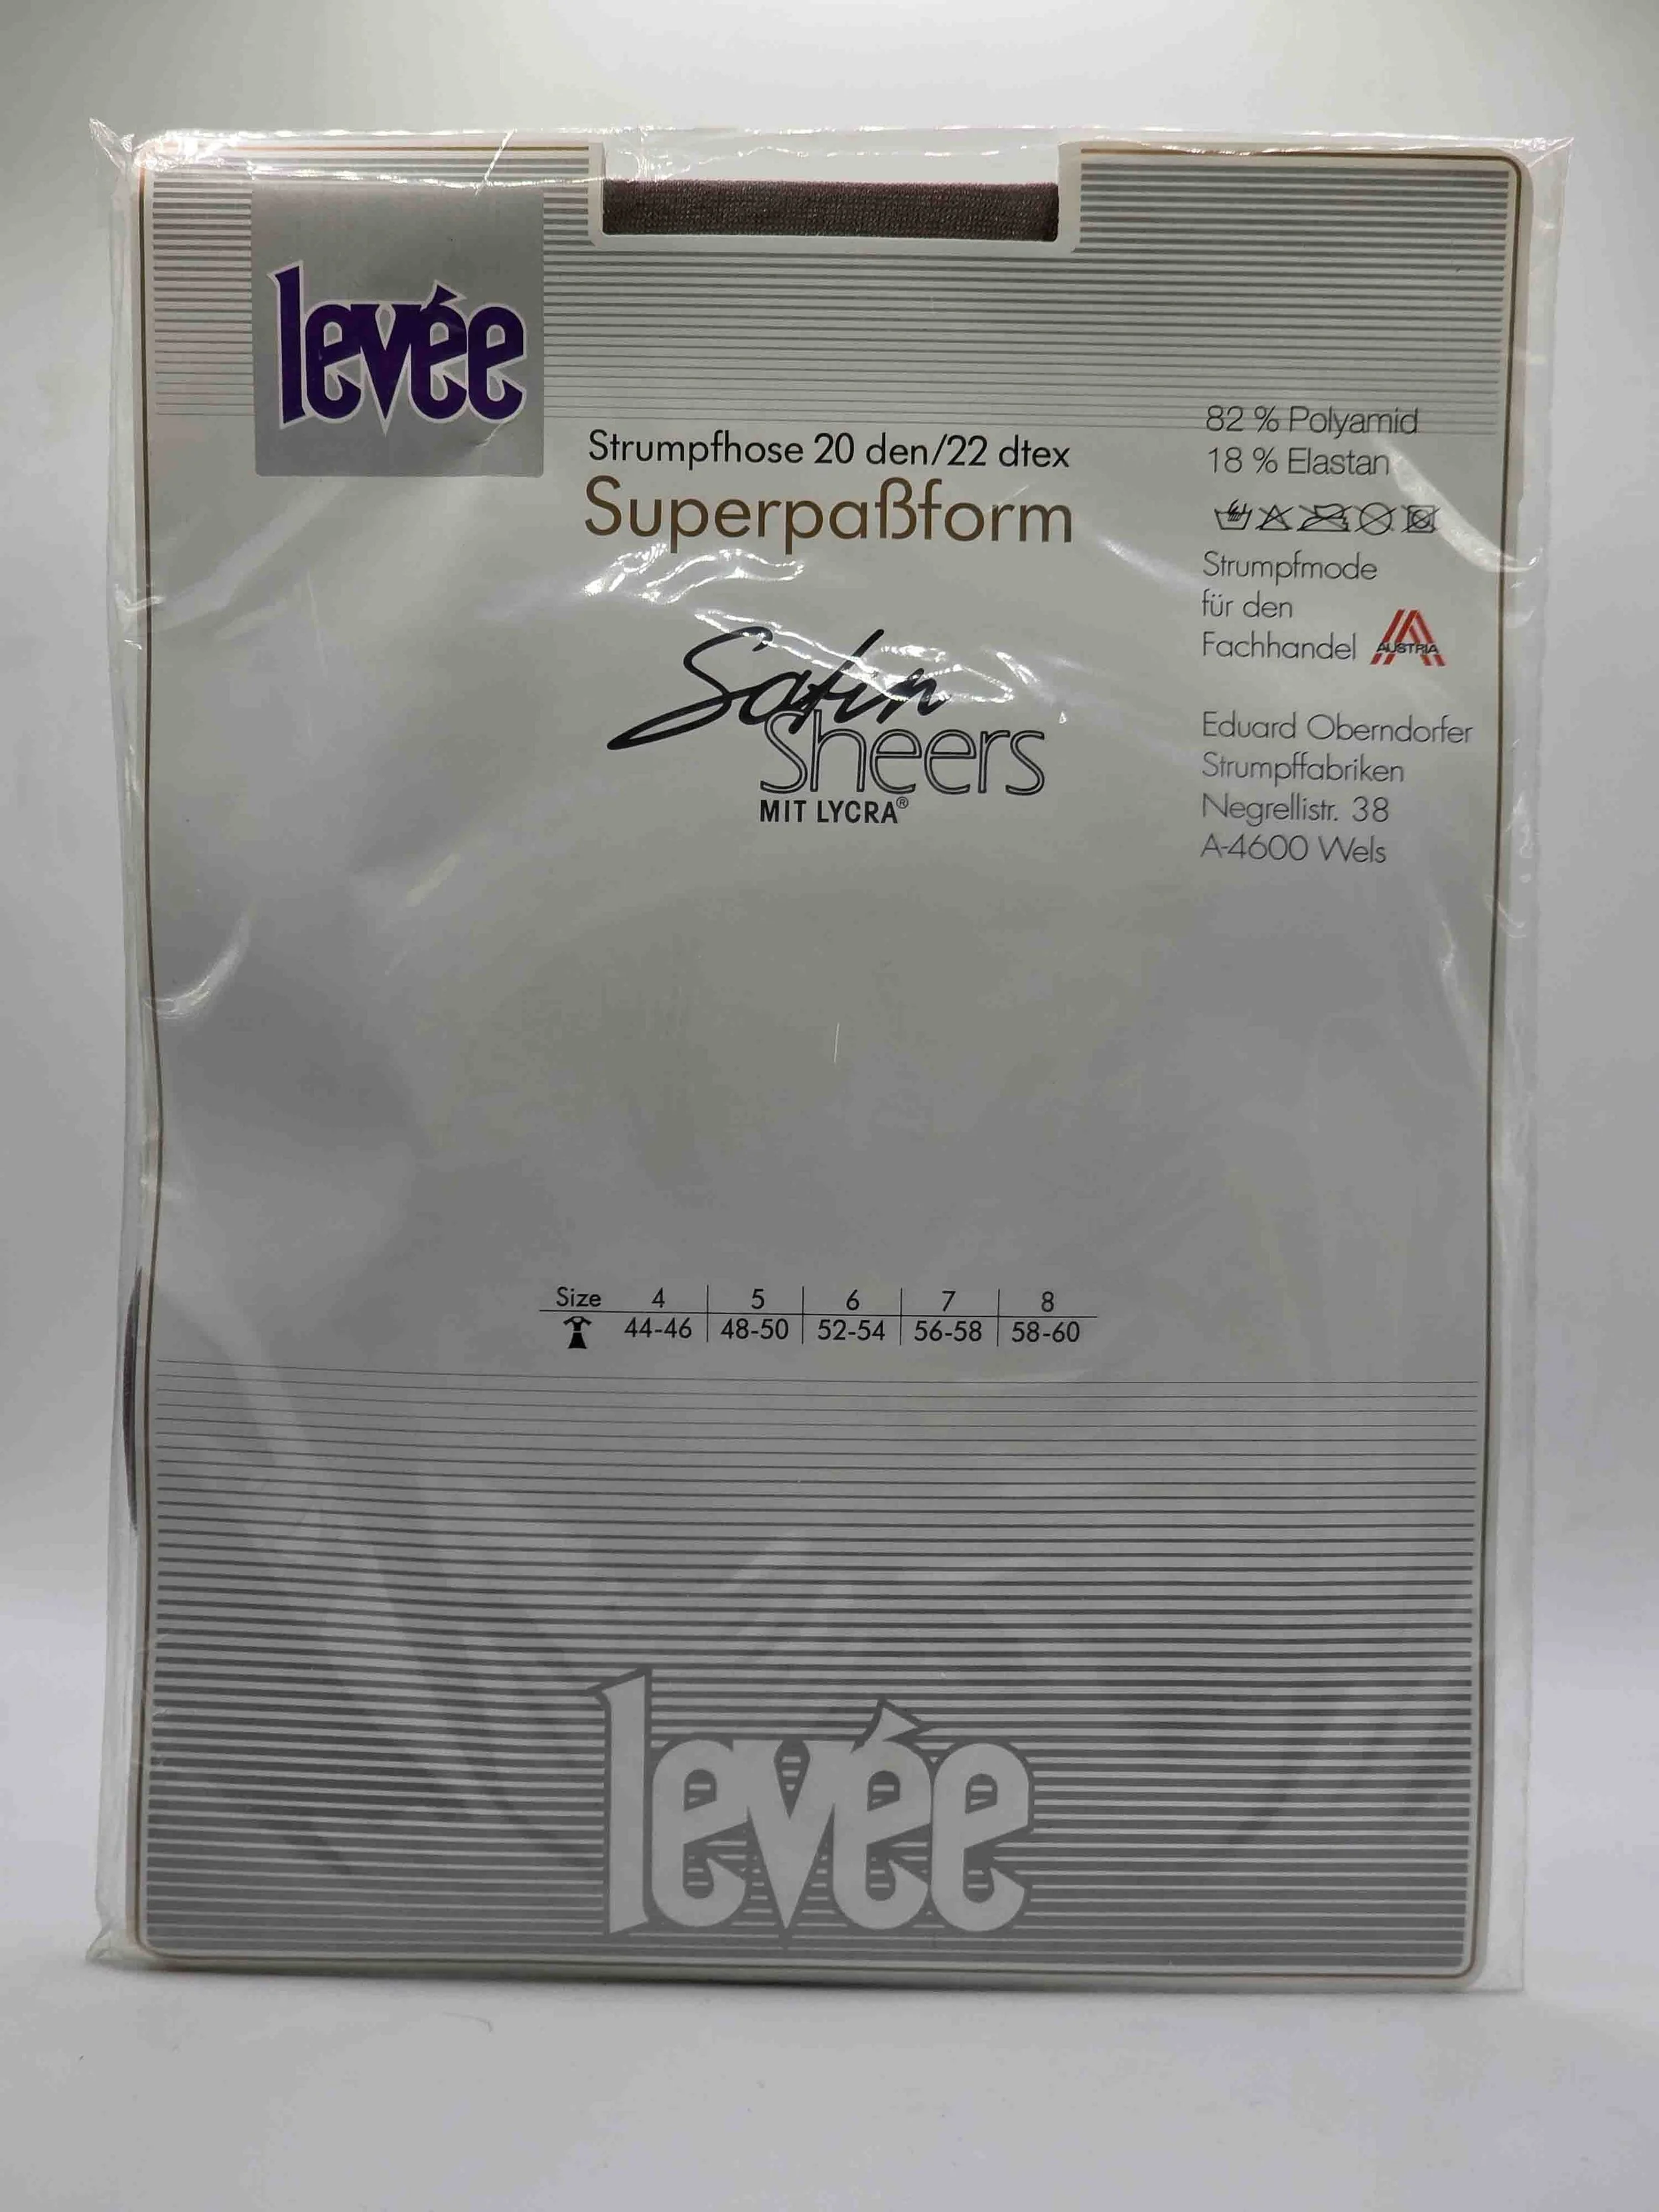 levée
Strumpfhose 20 den/22 dtex
Superpaßform
Satin
Sheers
MIT LYCRA®
82 % Polyamid
18 % Elastan
Strumpfmode
für den
Fachhandel
AUSTRIA
Eduard Oberndorfer
Strumpffabriken
Negrellistr. 38
A-4600 Wels
Size 4 5 6 7 8
44-46 48-50 52-54 56-58 58-60
levée